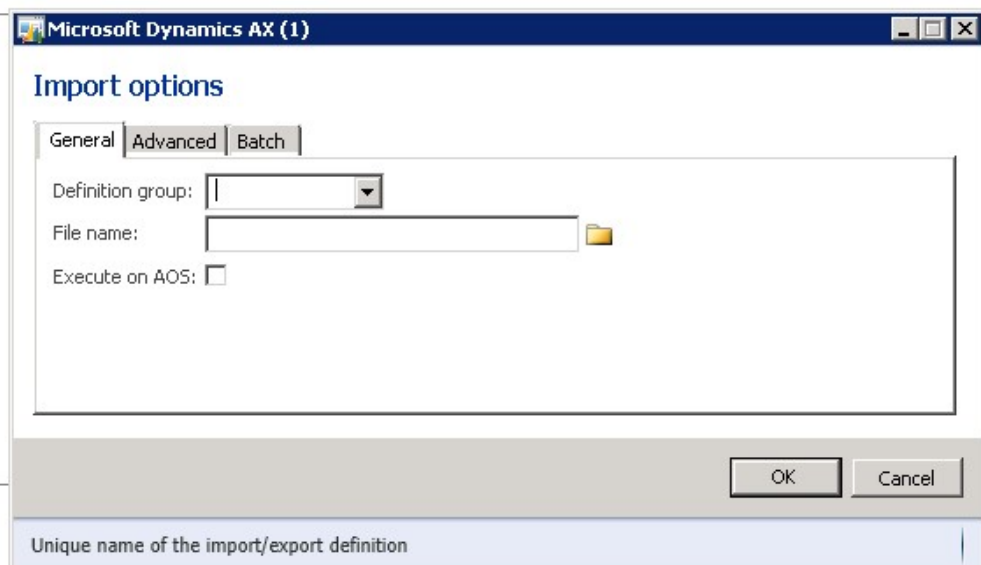 Microsoft Dynamics AX (1)
Import options
General Advanced Batch
Definition group:
File name:
Execute on AOS:
OK Cancel
Unique name of the import/export definition